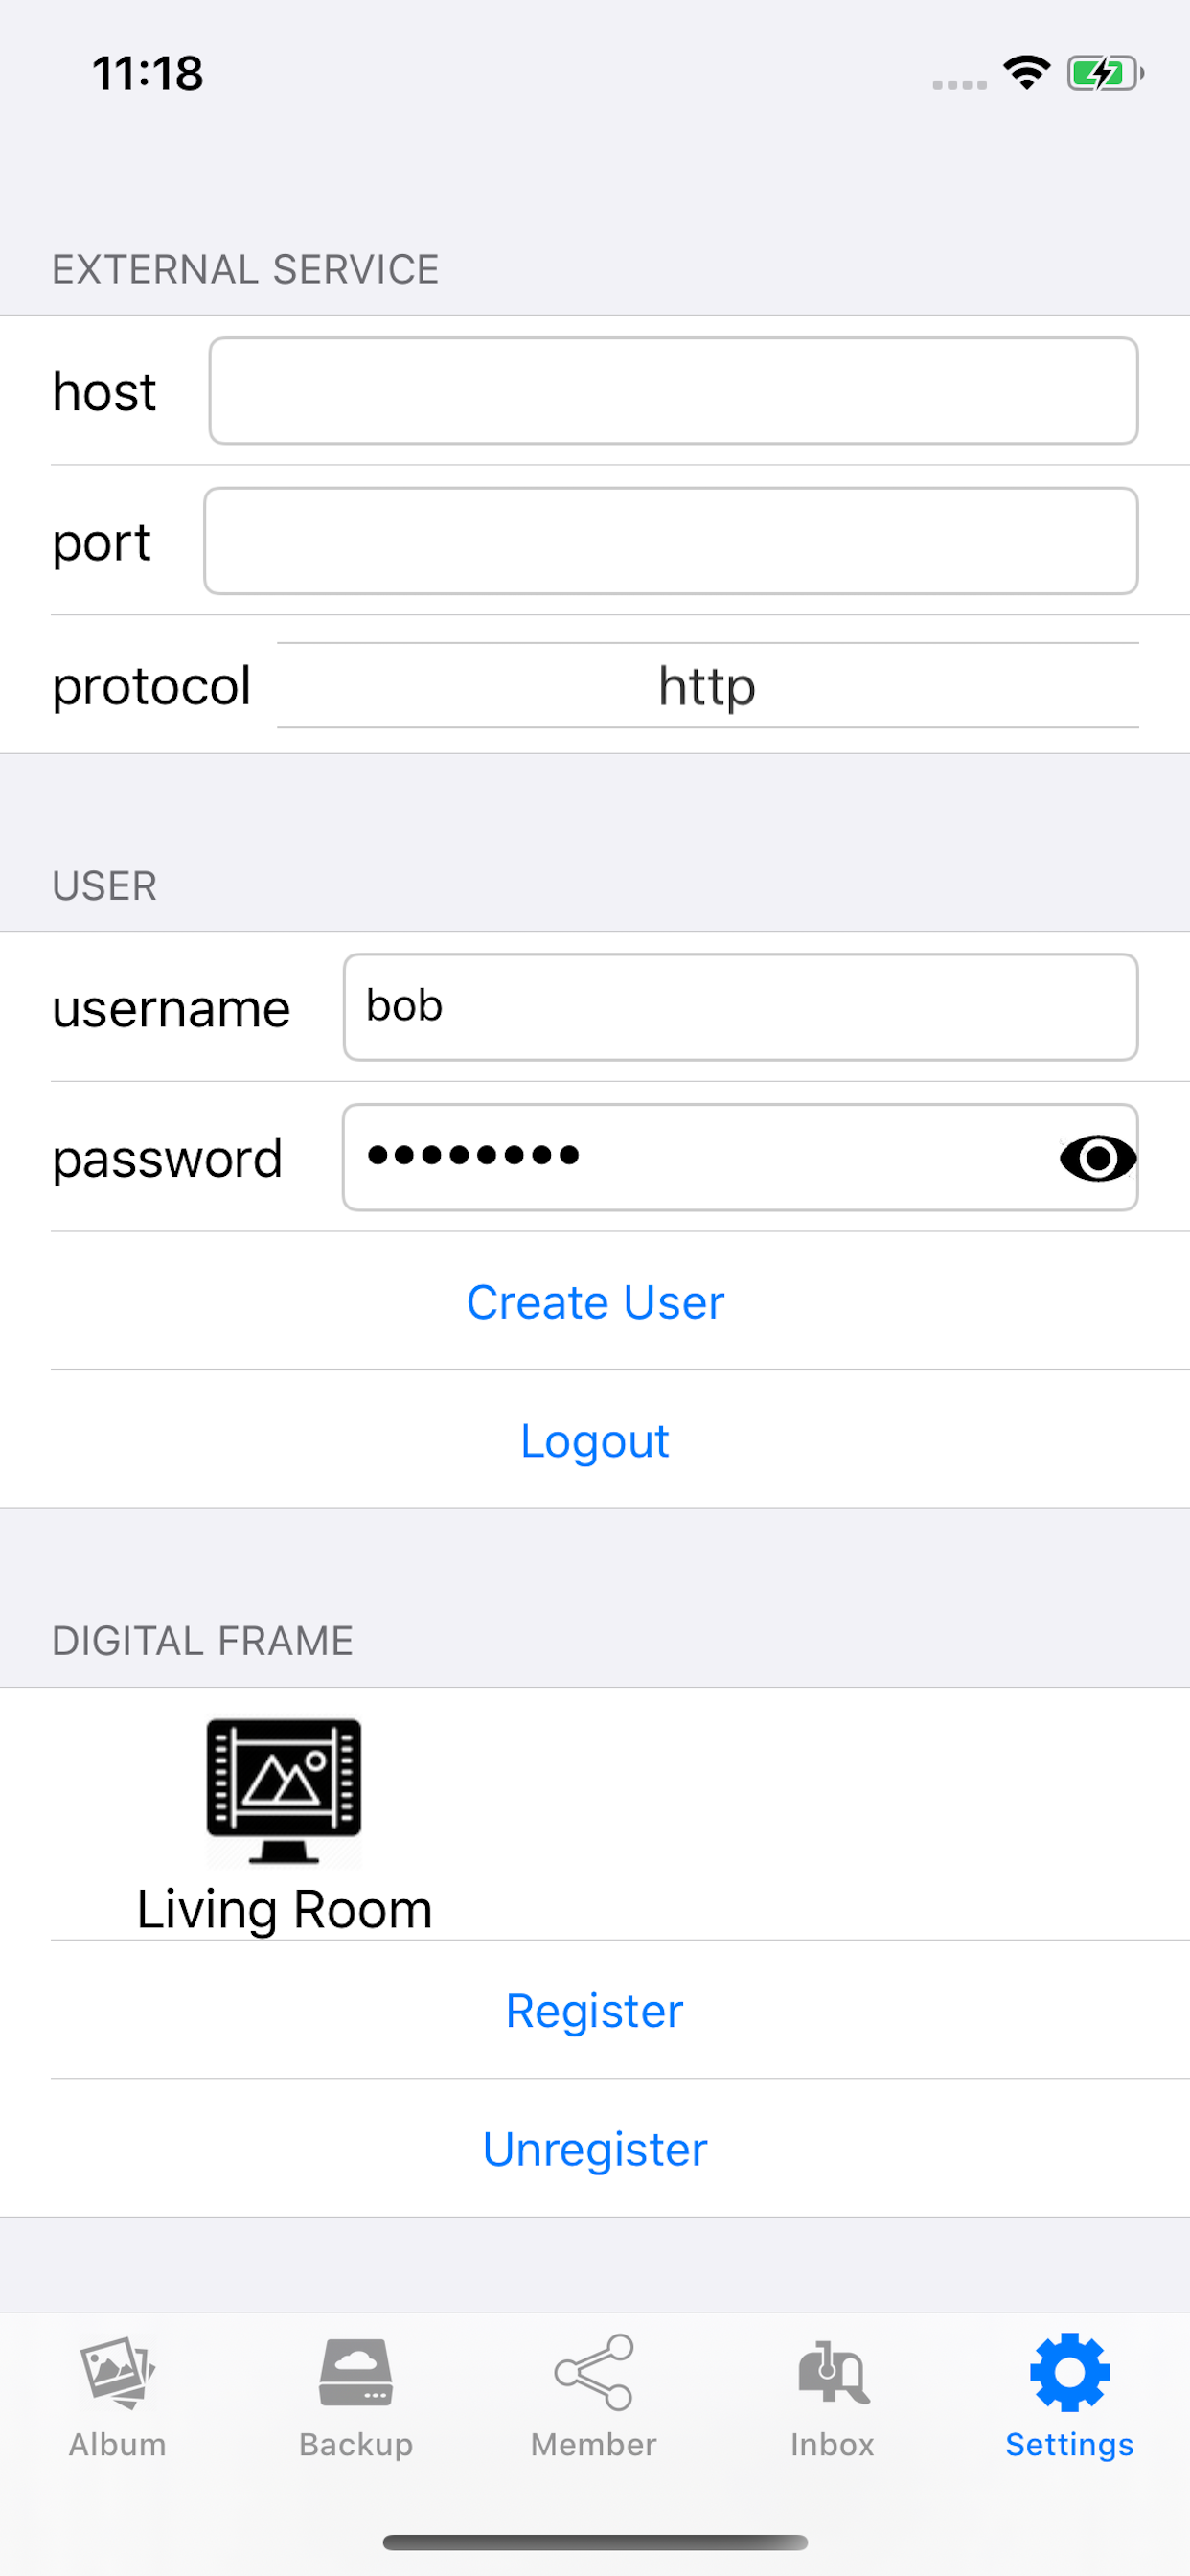 11:18
EXTERNAL SERVICE
host
port
protocol http
USER
username bob
password ••••••••
Create User
Logout
DIGITAL FRAME
Living Room
Register
Unregister
Album Backup Member Inbox Settings